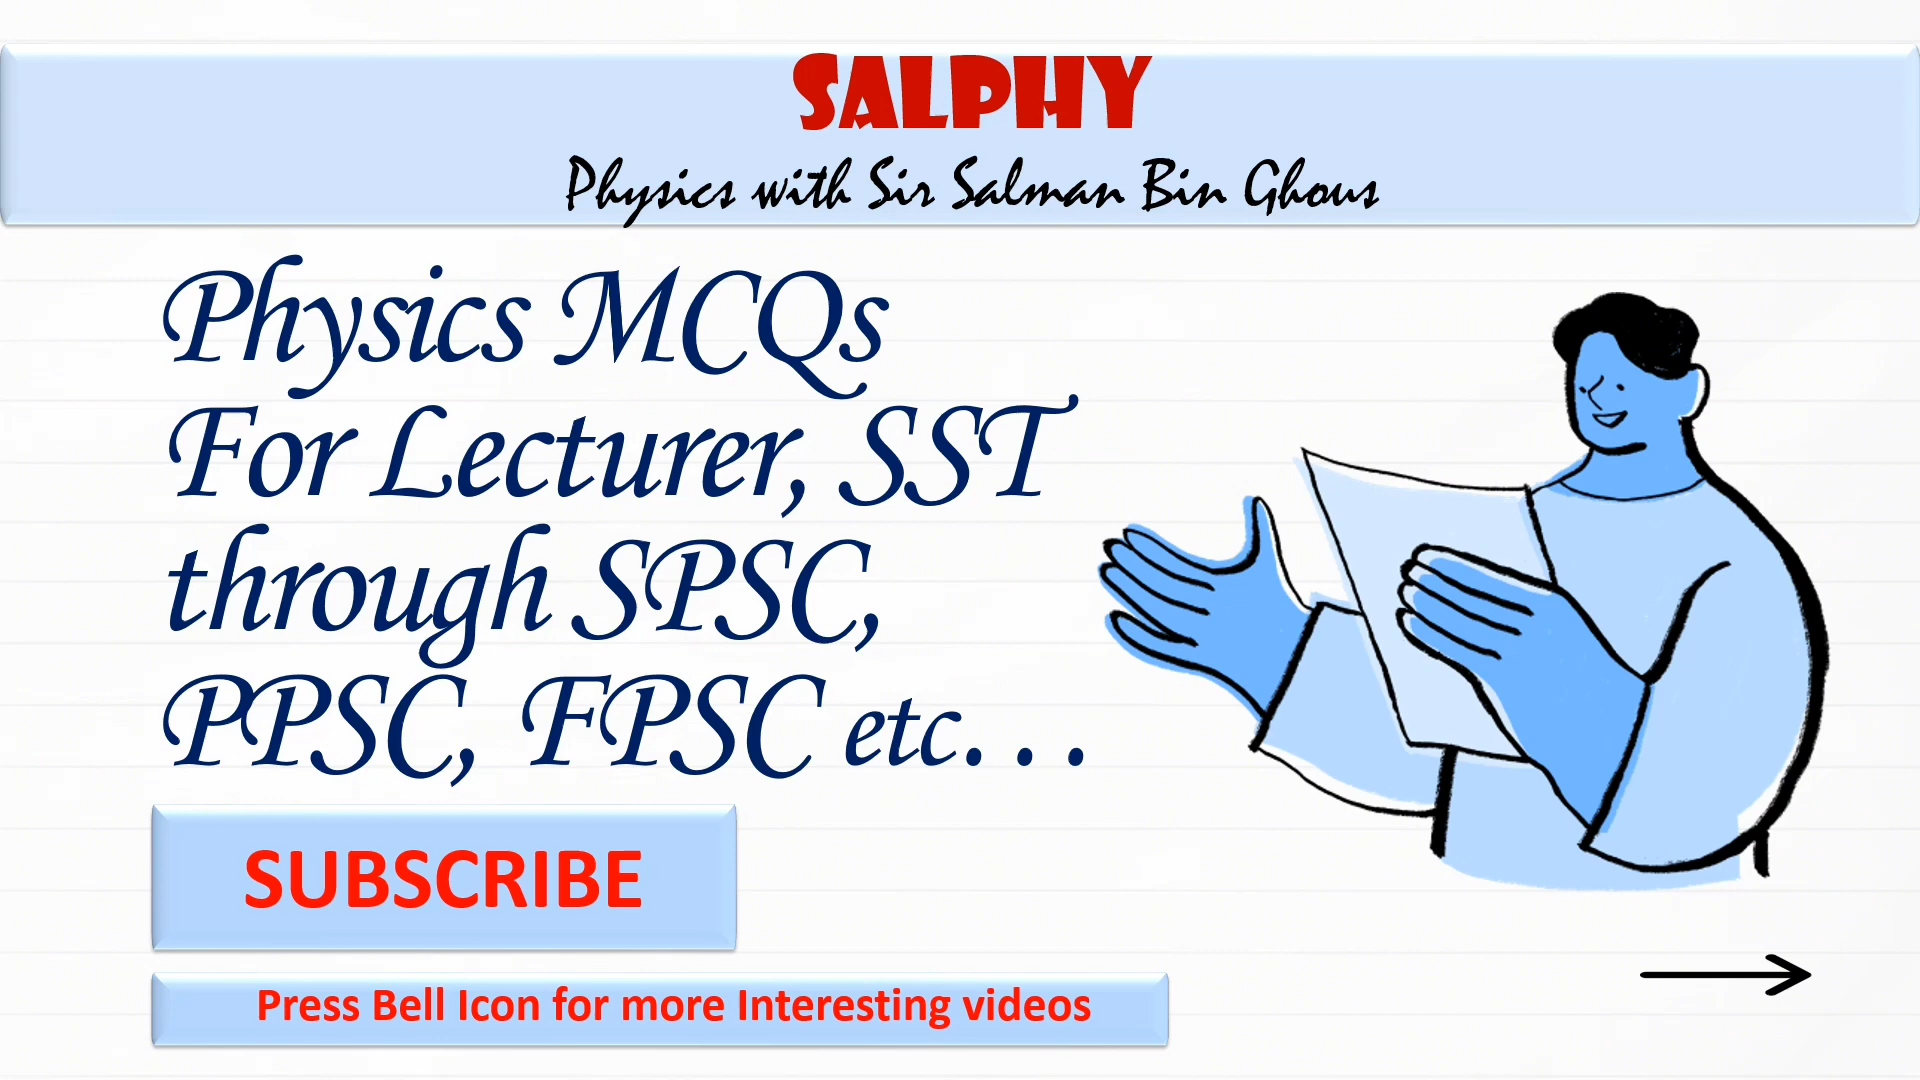 SALPHY
Physics with Sir Salman Bin Ghous
Physics MCQs
For Lecturer, SST
through SPSC,
PPSC, FPSC etc...
SUBSCRIBE
Press Bell Icon for more Interesting videos